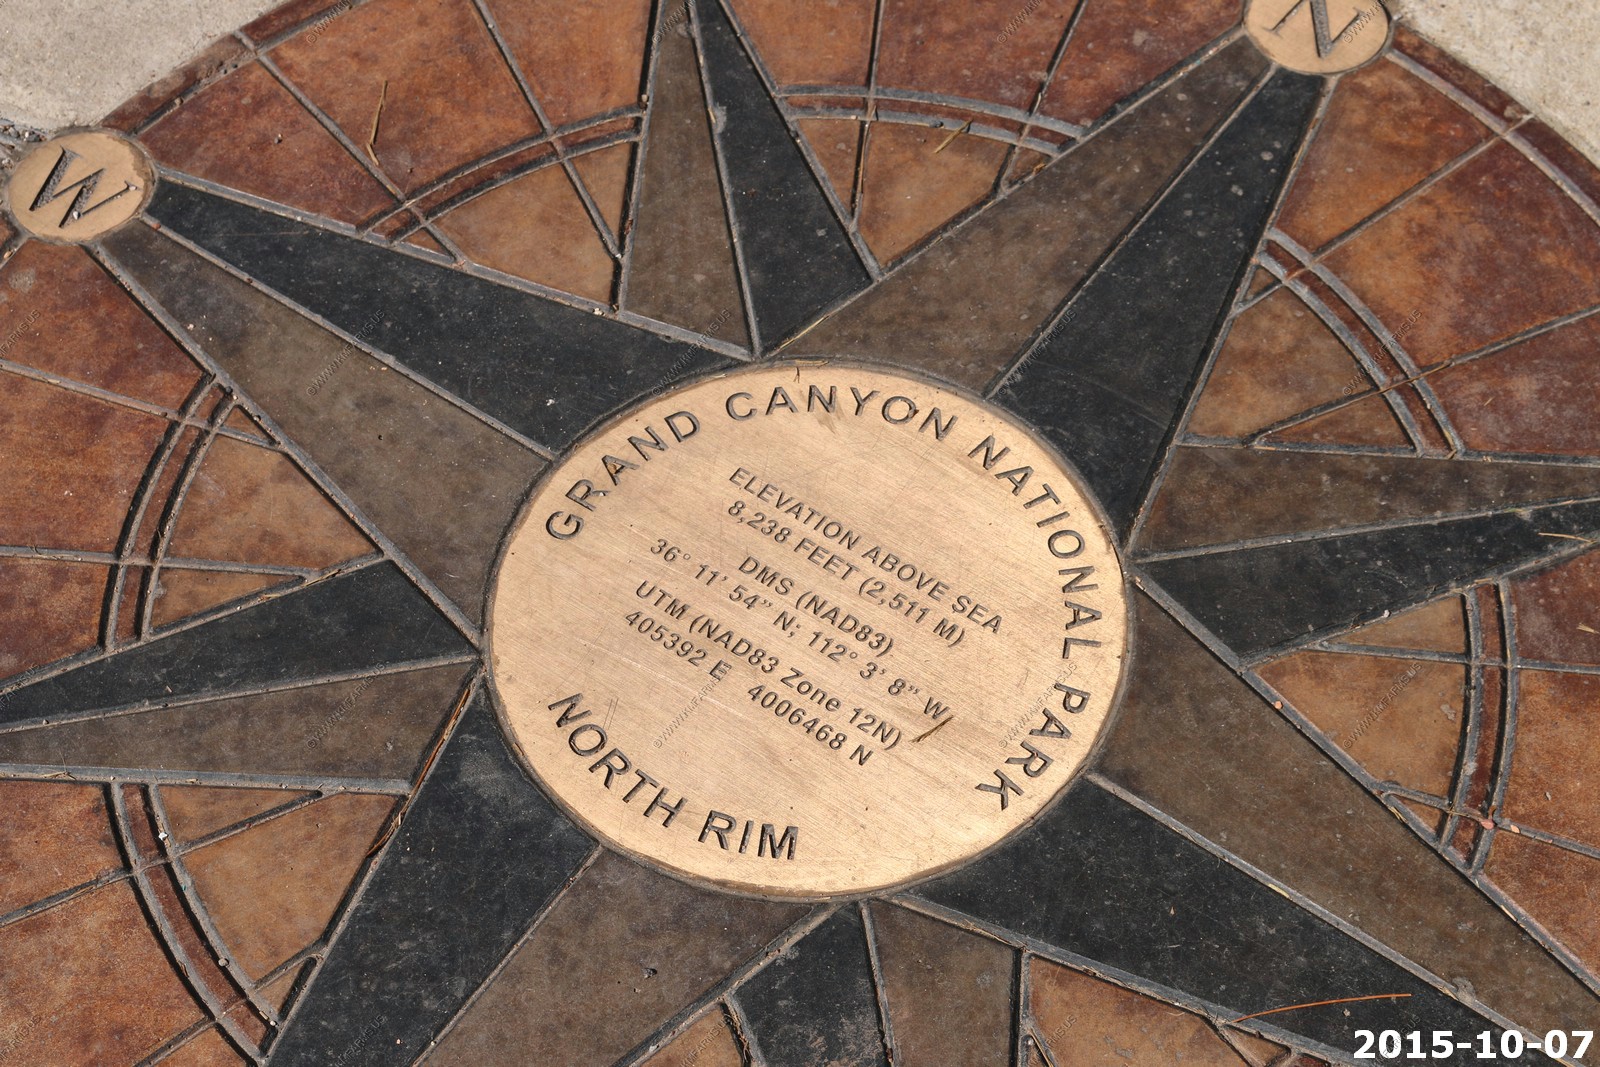 W
N
GRAND CANYON NATIONAL PARK
ELEVATION ABOVE SEA
8,238 FEET (2,511 M)
DMS (NAD83)
36° 11' 54" N; 112° 3' 8" W
UTM (NAD83 Zone 12N)
405392 E 4006468 N
NORTH RIM
2015-10-07